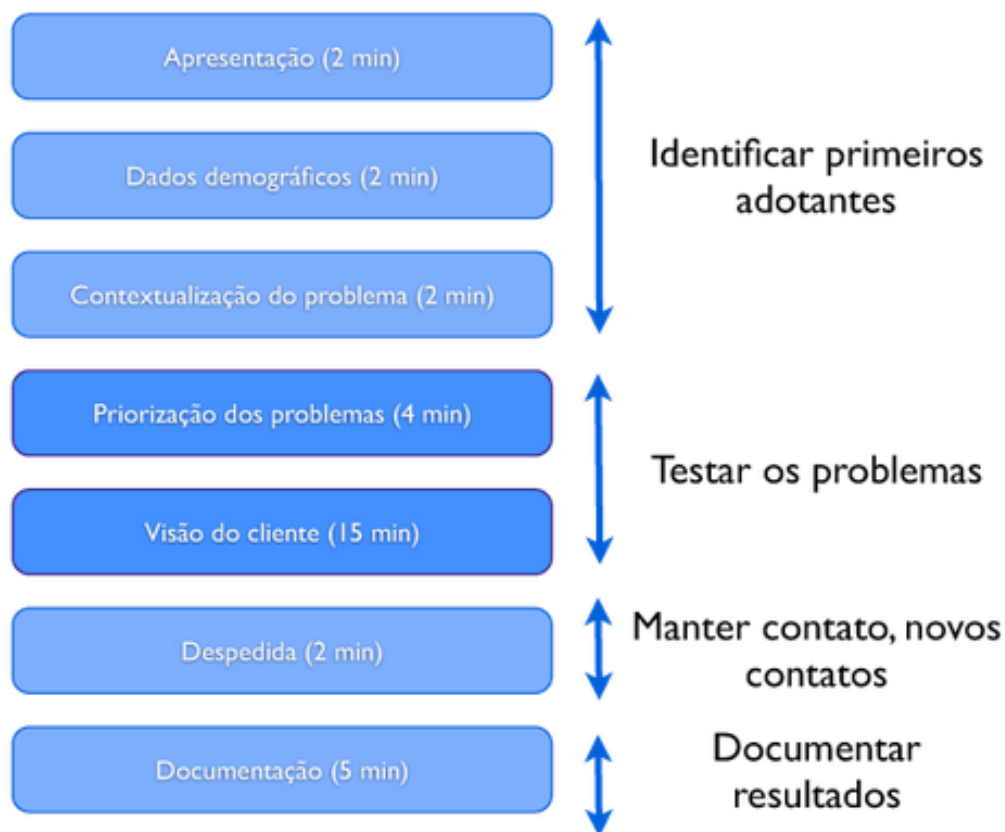 Apresentação (2 min)
Dados demográficos (2 min)
Contextualização do problema (2 min)
Identificar primeiros
adotantes
Priorização dos problemas (4 min)
Visão do cliente (15 min)
Testar os problemas
Despedida (2 min)
Manter contato, novos
contatos
Documentação (5 min)
Documentar
resultados